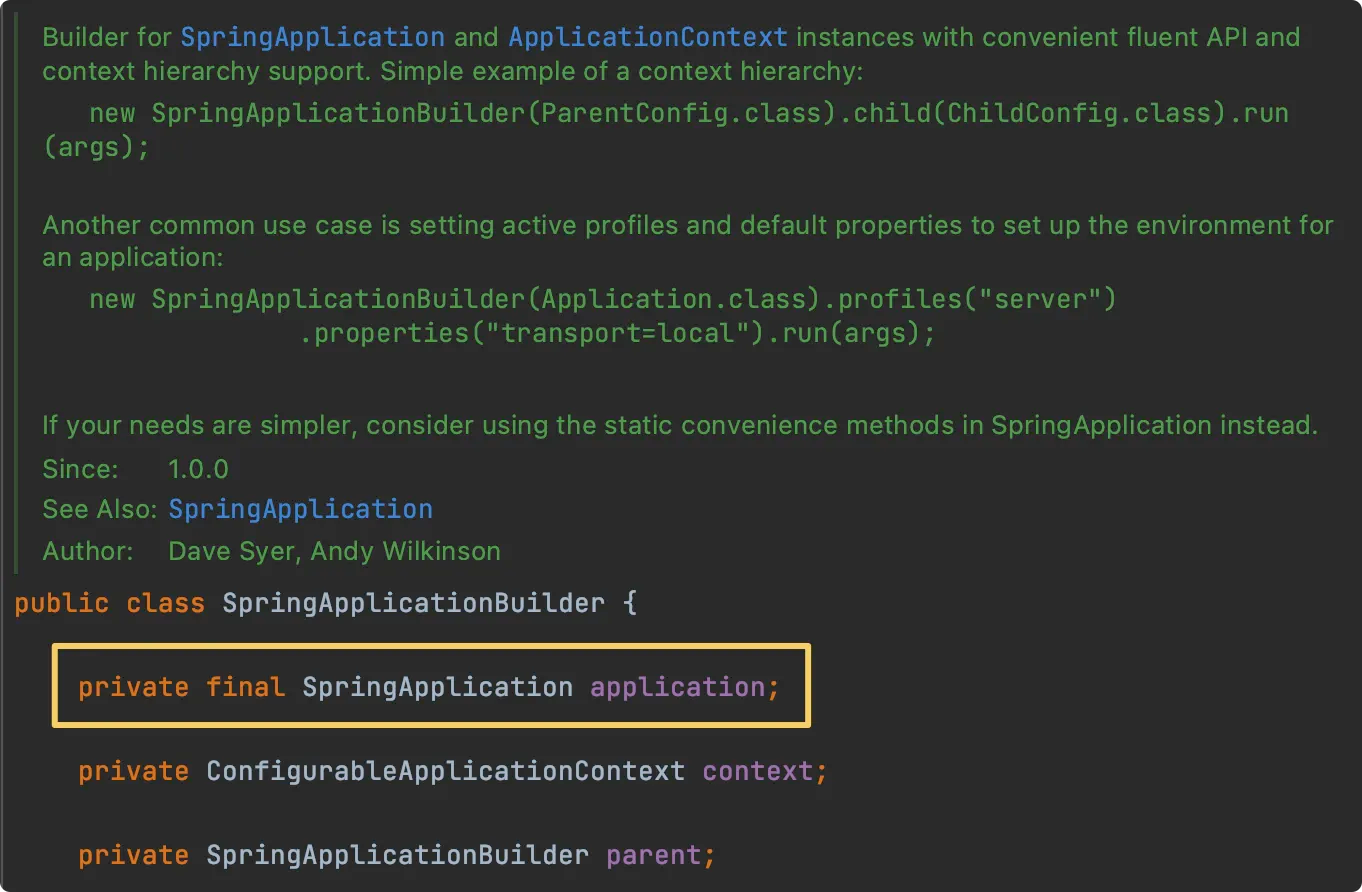 Builder for SpringApplication and ApplicationContext instances with convenient fluent API and
context hierarchy support. Simple example of a context hierarchy:
new SpringApplicationBuilder(ParentConfig.class).child(ChildConfig.class).run
(args);
Another common use case is setting active profiles and default properties to set up the environment for
an application:
new SpringApplicationBuilder(Application.class).profiles("server")
.properties("transport=local").run(args);
If your needs are simpler, consider using the static convenience methods in SpringApplication instead.
Since: 1.0.0
See Also: SpringApplication
Author: Dave Syer, Andy Wilkinson
public class SpringApplicationBuilder {
private final SpringApplication application;
private ConfigurableApplicationContext context;
private SpringApplicationBuilder parent;